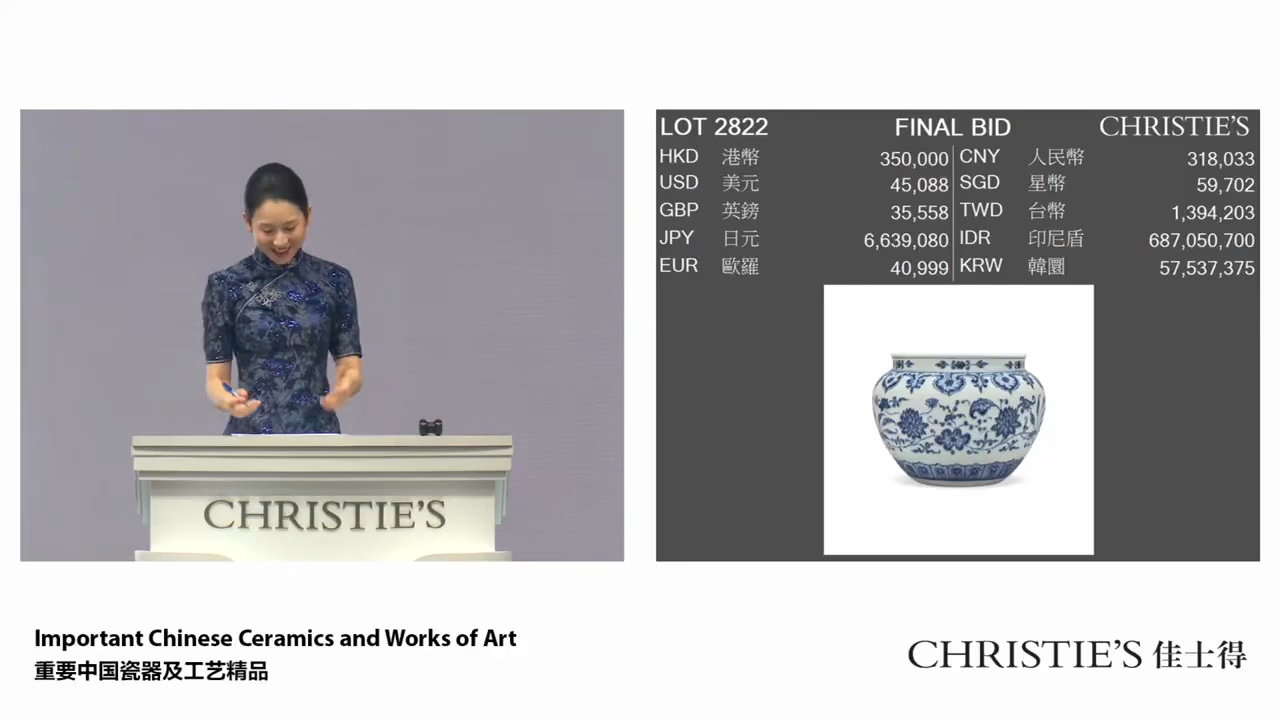 LOT 2822 FINAL BID CHRISTIE'S
HKD 港幣 350,000 CNY 人民幣 318,033
USD 美元 45,088 SGD 星幣 59,702
GBP 英鎊 35,558 TWD 台幣 1,394,203
JPY 日元 6,639,080 IDR 印尼盾 687,050,700
EUR 歐羅 40,999 KRW 韓圜 57,537,375
CHRISTIE'S
Important Chinese Ceramics and Works of Art
重要中国瓷器及工艺精品
CHRISTIE'S 佳士得